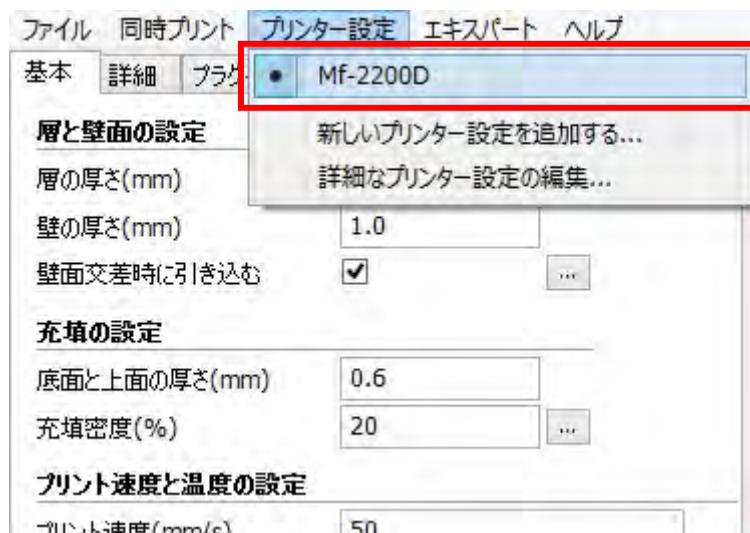 ファイル 同時プリント プリンター設定 エキスパート ヘルプ
基本 詳細
Mf-2200D
新しいプリンター設定を追加する...
詳細なプリンター設定の編集...
層と壁面の設定
層の厚さ(mm)
壁の厚さ(mm) 1.0
壁面交差時に引き込む ...
充填の設定
底面と上面の厚さ(mm) 0.6
充填密度(%) 20 ...
プリント速度と温度の設定
プリント速度(mm/s) 50